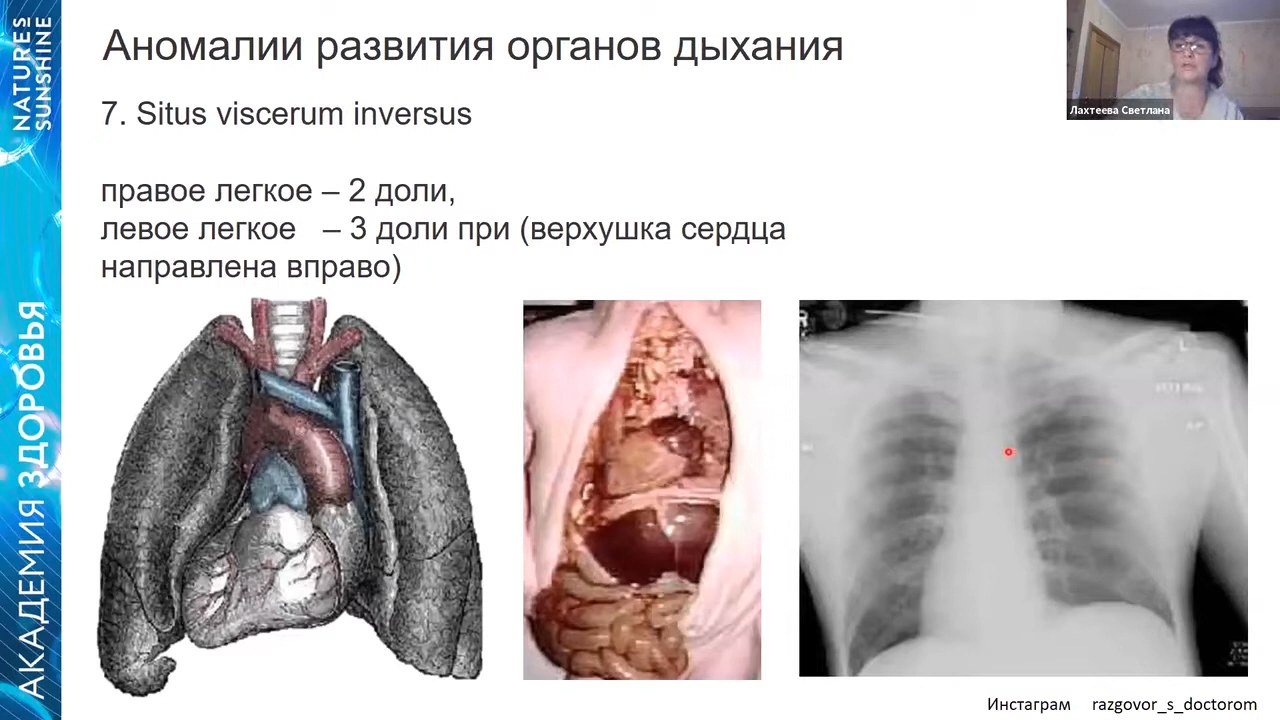 NATURE'S
SUNSHINE
АКАДЕМИЯ ЗДОРОВЬЯ
Аномалии развития органов дыхания
7. Situs viscerum inversus
правое легкое – 2 доли,
левое легкое – 3 доли при (верхушка сердца
направлена вправо)
Лахтеева Светлана
L
Инстаграм razgovor_s_doctorom